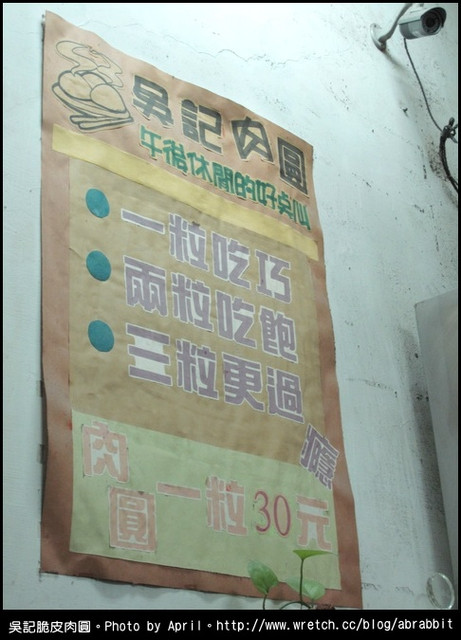 吳記肉圓
午後休閒的好点心
一粒吃巧
兩粒吃飽
三粒更過癮
肉圓 一粒30元
吳記脆皮肉圓。Photo by April。http://www.wretch.cc/blog/abrabbit